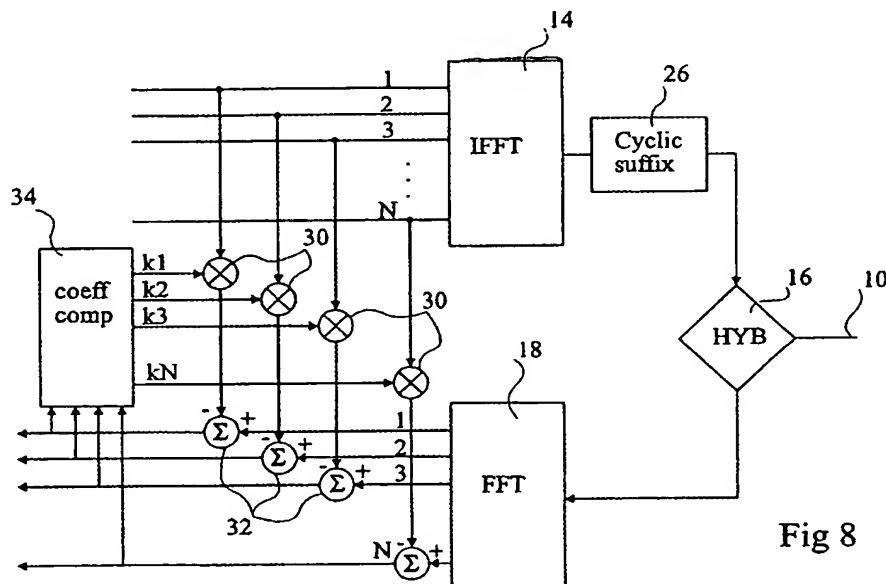 14
1
2
3
.
.
.
N
IFFT
26
Cyclic
suffix
34
coeff
comp
k1
k2
k3
kN
30
30
16
HYB
10
18
FFT
- + 1
- + 2
- + 3
N - +
Σ
Σ
Σ
Σ
32
Fig 8